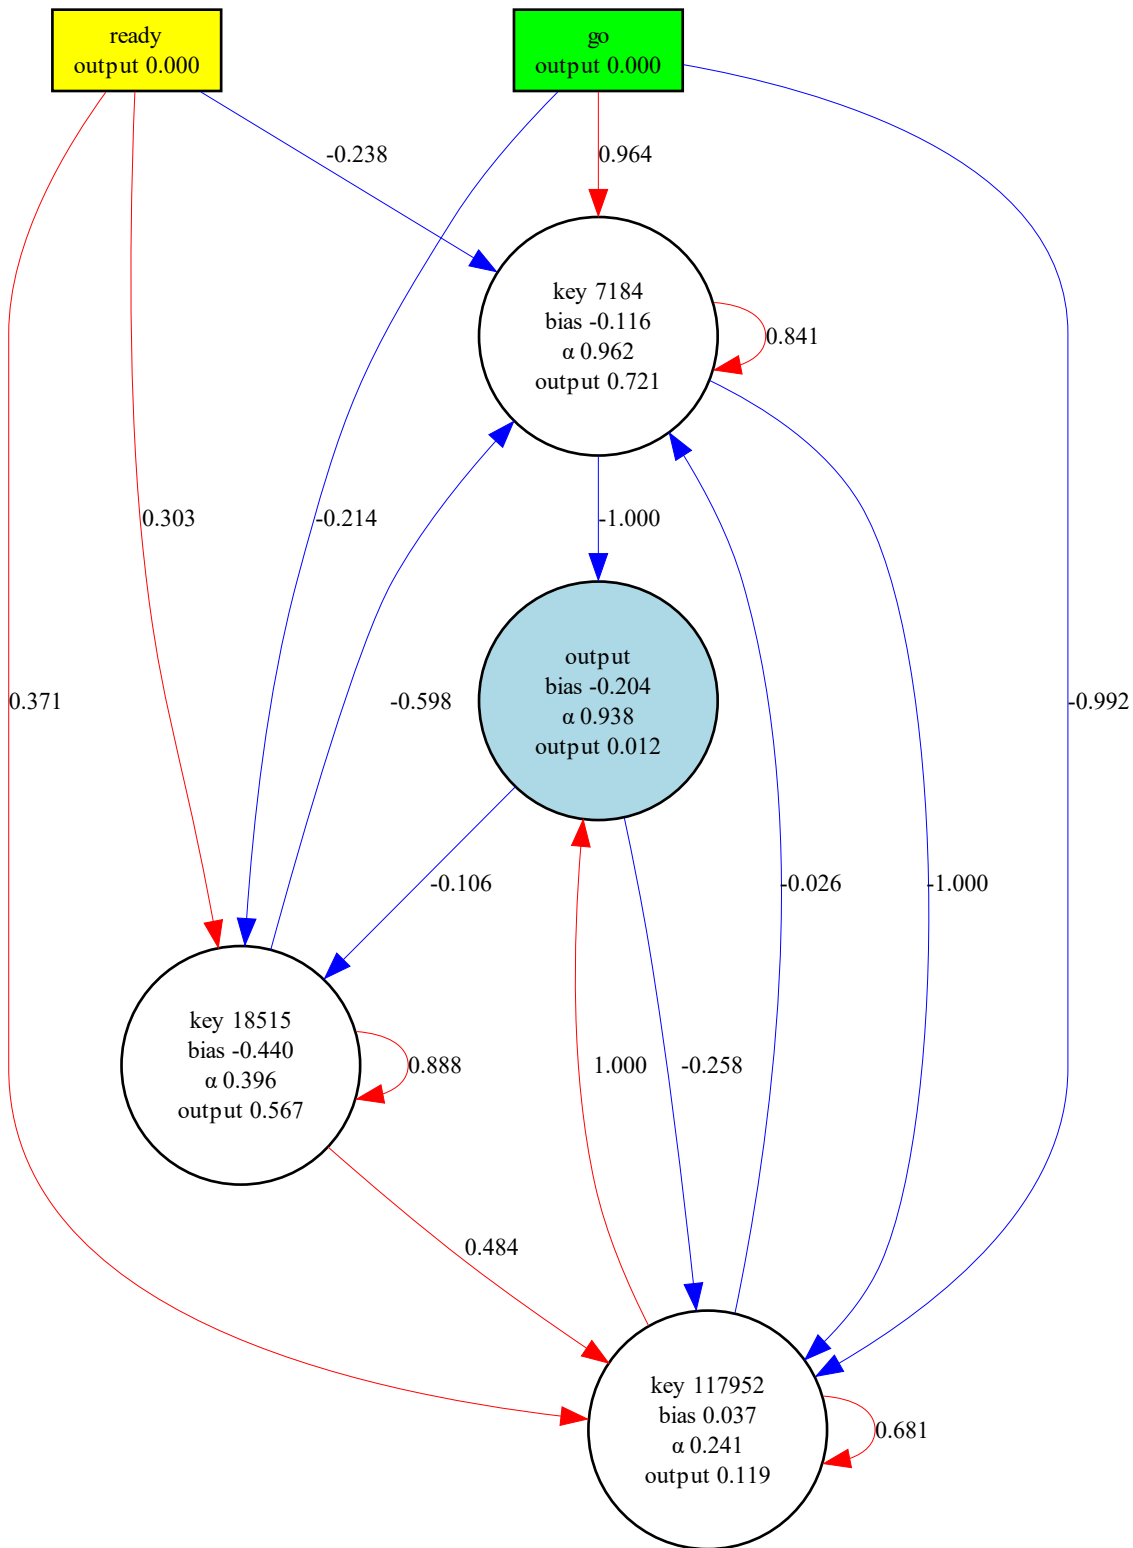 ready
output 0.000
go
output 0.000
-0.238
0.964
key 7184
bias -0.116
α 0.962
output 0.721
0.841
0.303
-0.214
-1.000
output
bias -0.204
α 0.938
output 0.012
0.371
-0.598
-0.992
-0.106
-0.026
-1.000
key 18515
bias -0.440
α 0.396
output 0.567
0.888
1.000
-0.258
0.484
key 117952
bias 0.037
α 0.241
output 0.119
0.681